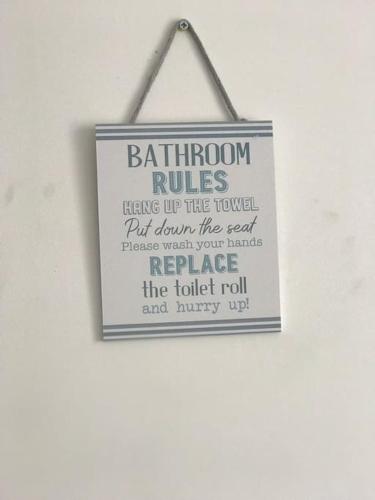 BATHROOM
RULES
HANG UP THE TOWEL
Put down the seat
Please wash your hands
REPLACE
the toilet roll
and hurry up!